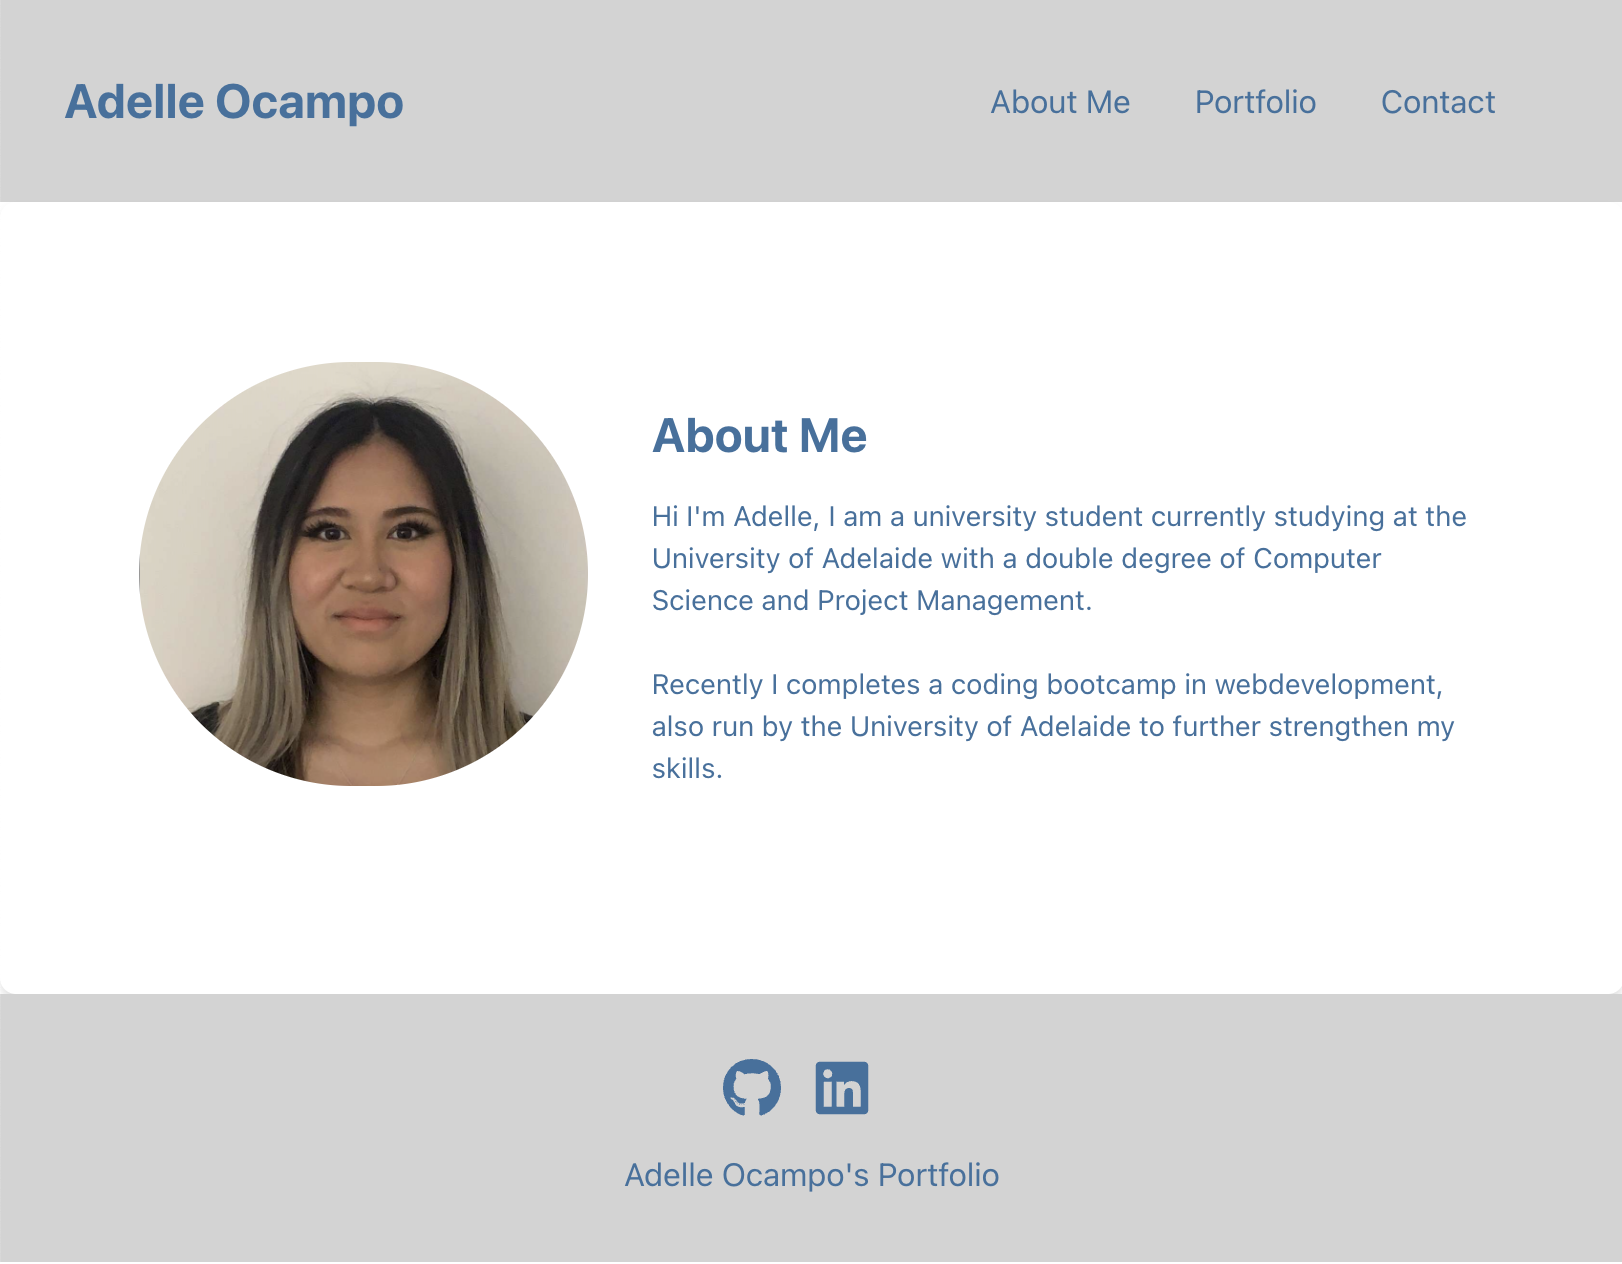 Adelle Ocampo
About Me
Portfolio
Contact
About Me
Hi I'm Adelle, I am a university student currently studying at the
University of Adelaide with a double degree of Computer
Science and Project Management.
Recently I completes a coding bootcamp in webdevelopment,
also run by the University of Adelaide to further strengthen my
skills.
in
Adelle Ocampo's Portfolio